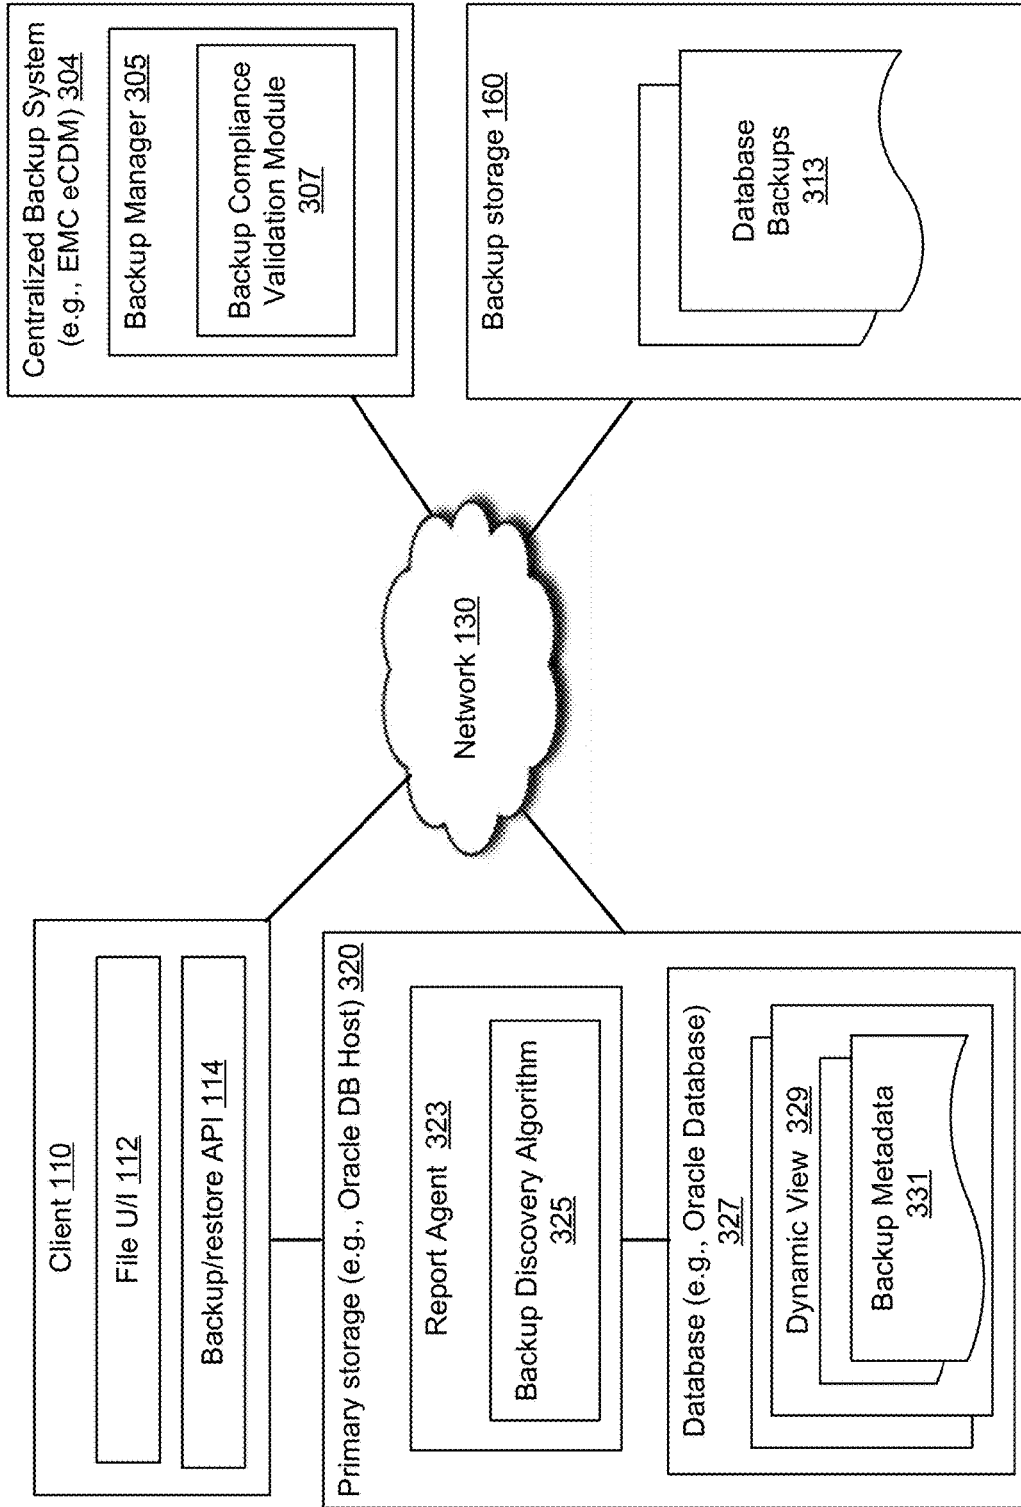 Client 110
File U/I 112
Backup/restore API 114
Primary storage (e.g., Oracle DB Host) 320
Report Agent 323
Backup Discovery Algorithm
325
Database (e.g., Oracle Database)
327
Dynamic View 329
Backup Metadata
331
Network 130
Centralized Backup System
(e.g., EMC eCDM) 304
Backup Manager 305
Backup Compliance
Validation Module
307
Backup storage 160
Database
Backups
313